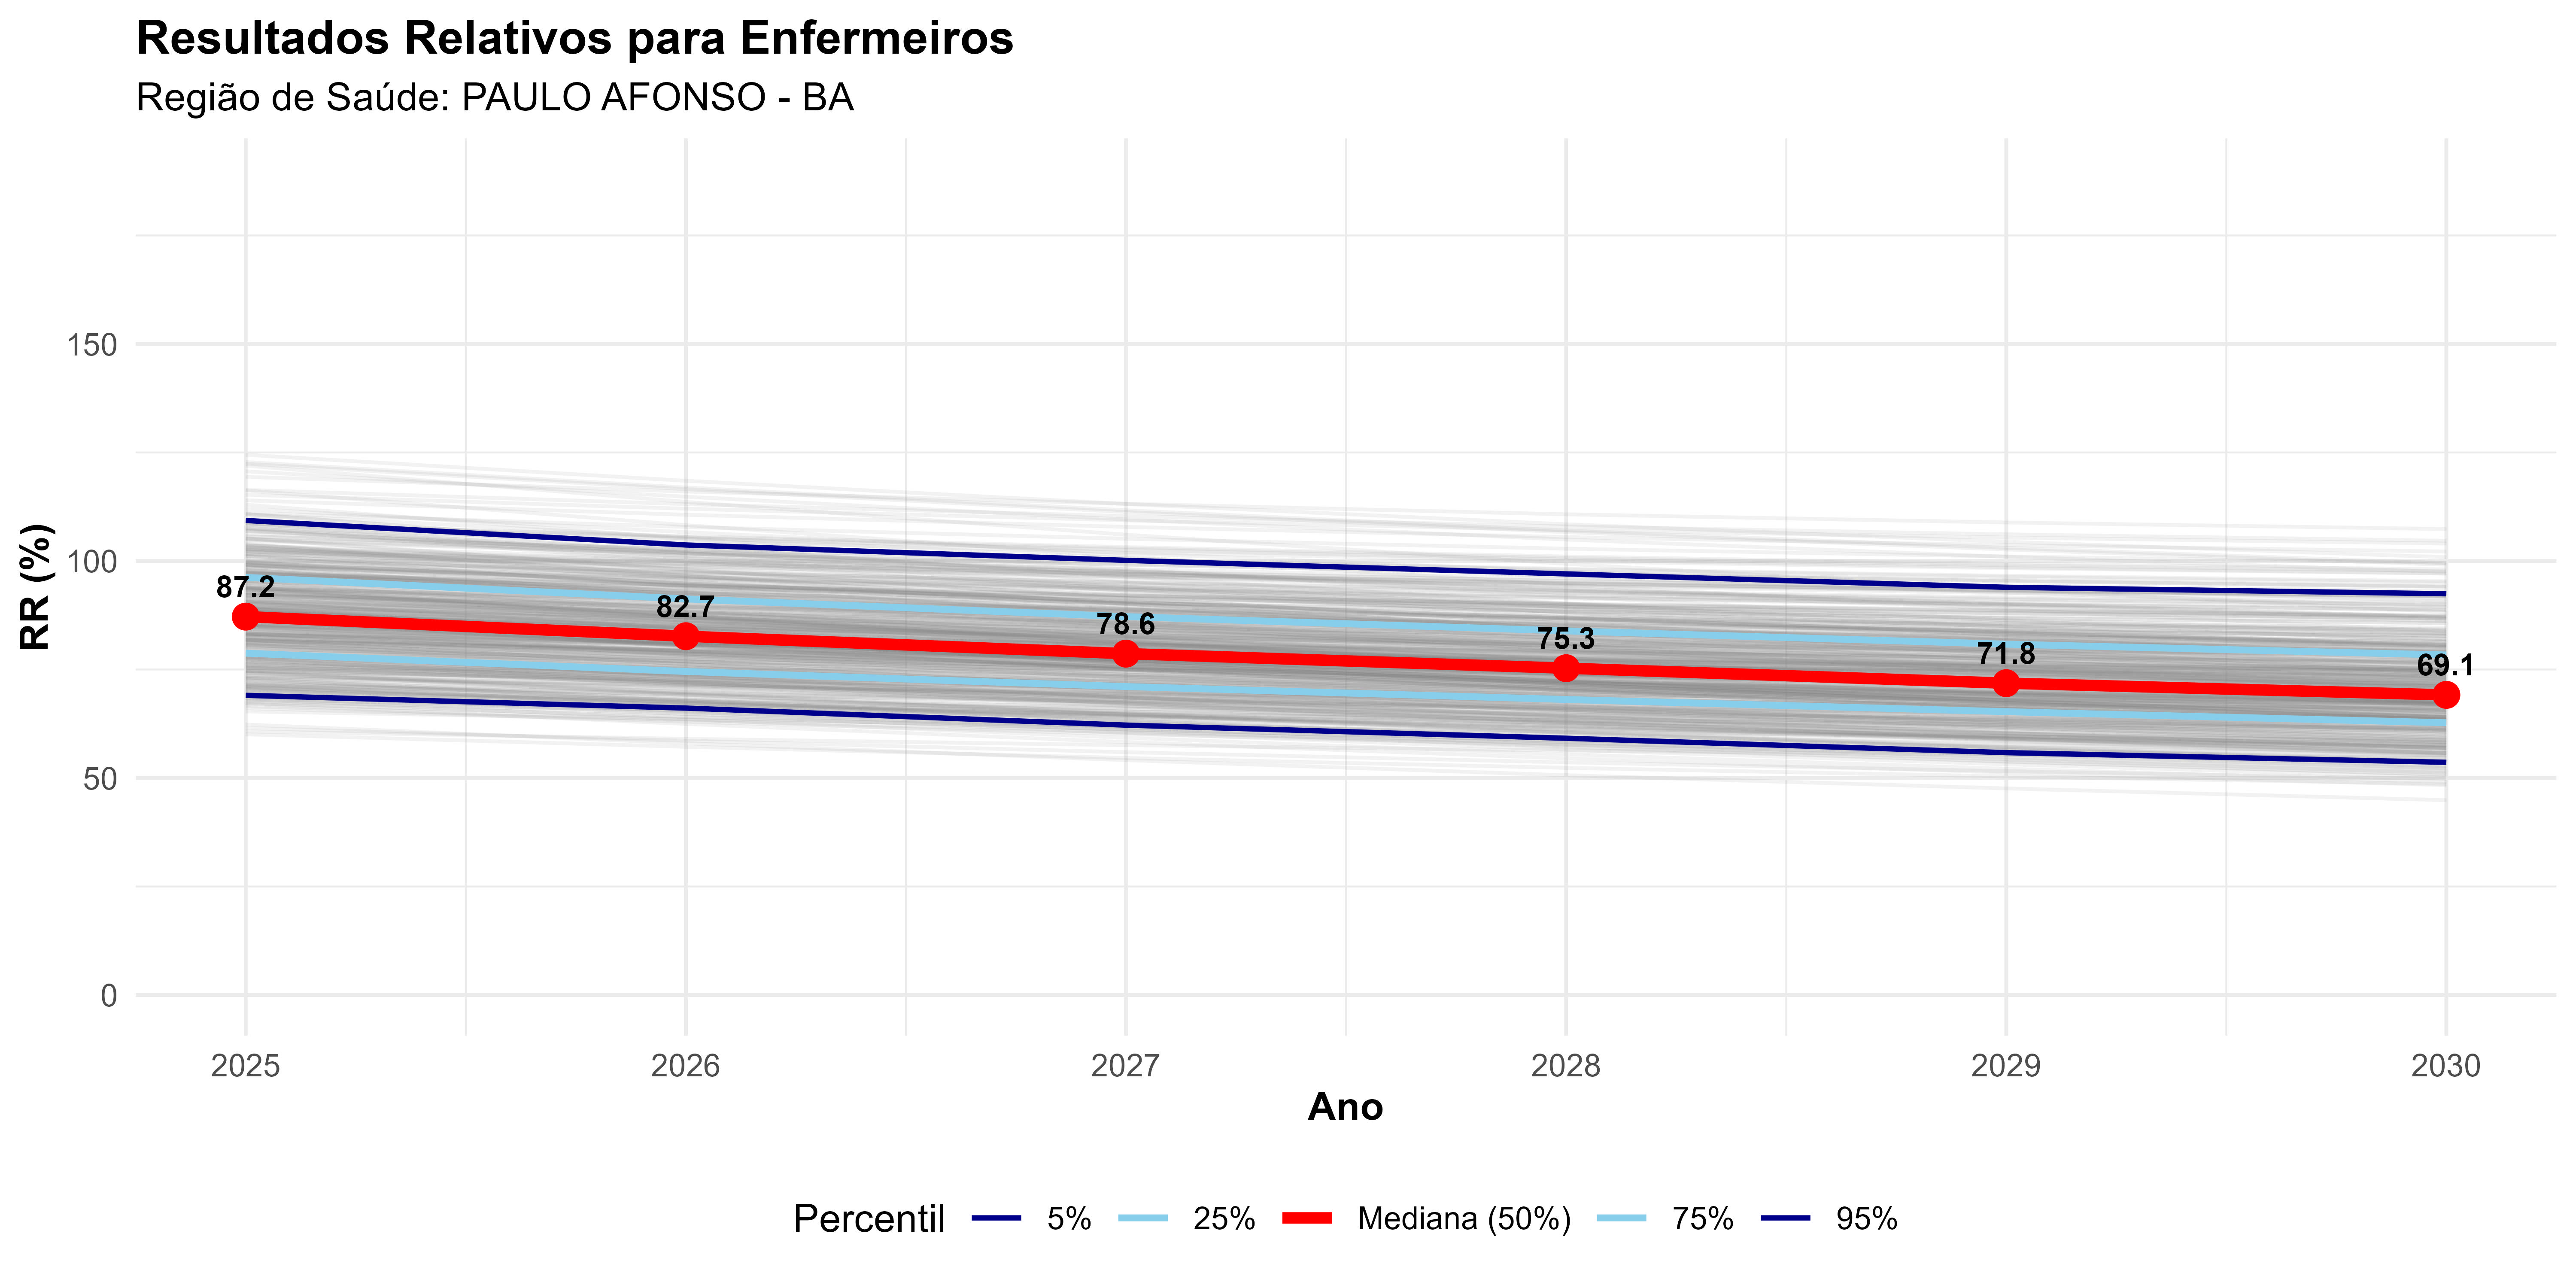 Resultados Relativos para Enfermeiros
Região de Saúde: PAULO AFONSO - BA
RR (%)
150
100
50
0
87.2
82.7
78.6
75.3
71.8
69.1
2025 2026 2027 2028 2029 2030
Ano
Percentil 5% 25% Mediana (50%) 75% 95%